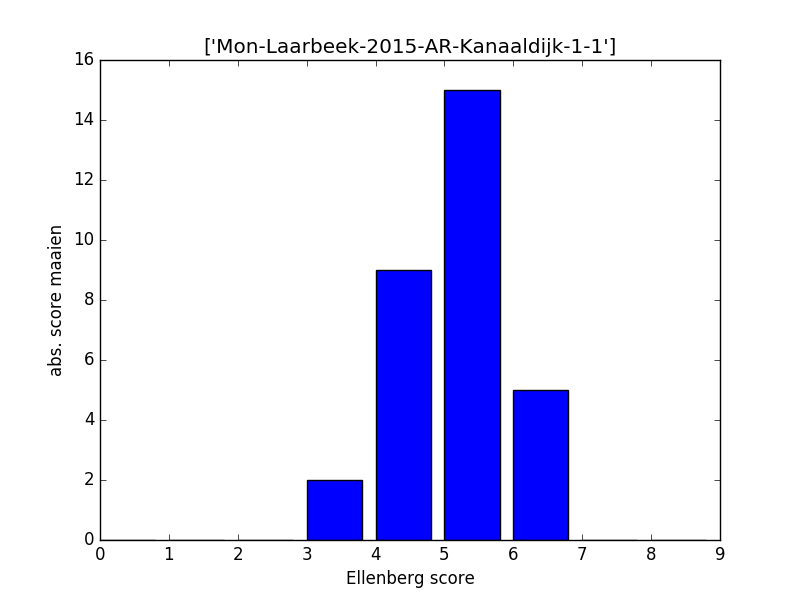 ['Mon-Laarbeek-2015-AR-Kanaaldijk-1-1']
16
14
12
10
8
6
4
2
0
abs. score maaien
0 1 2 3 4 5 6 7 8 9
Ellenberg score